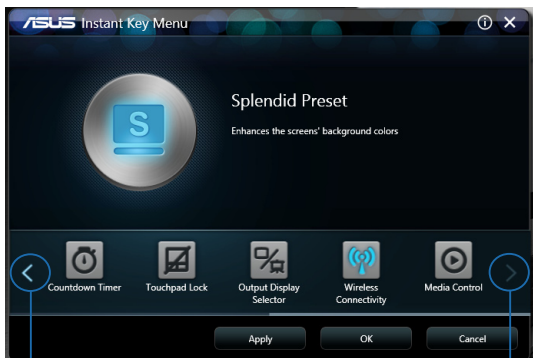 ASUS Instant Key Menu
S
Splendid Preset
Enhances the screens' background colors
Countdown Timer
Touchpad Lock
Output Display
Selector
Wireless
Connectivity
Media Control
Apply
OK
Cancel